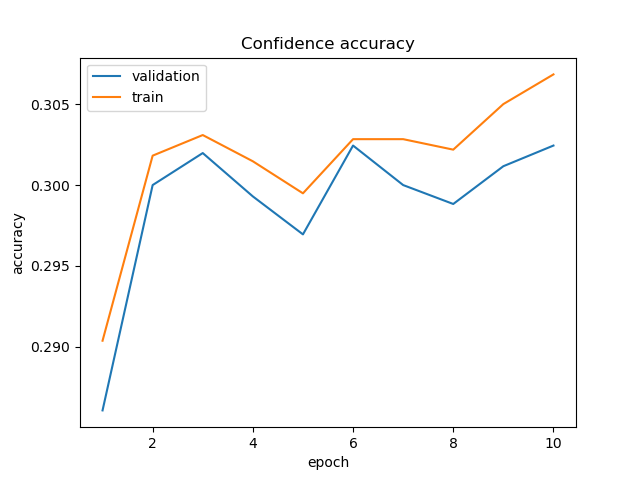 Confidence accuracy
validation
train
0.305
0.300
0.295
0.290
accuracy
2 4 6 8 10
epoch